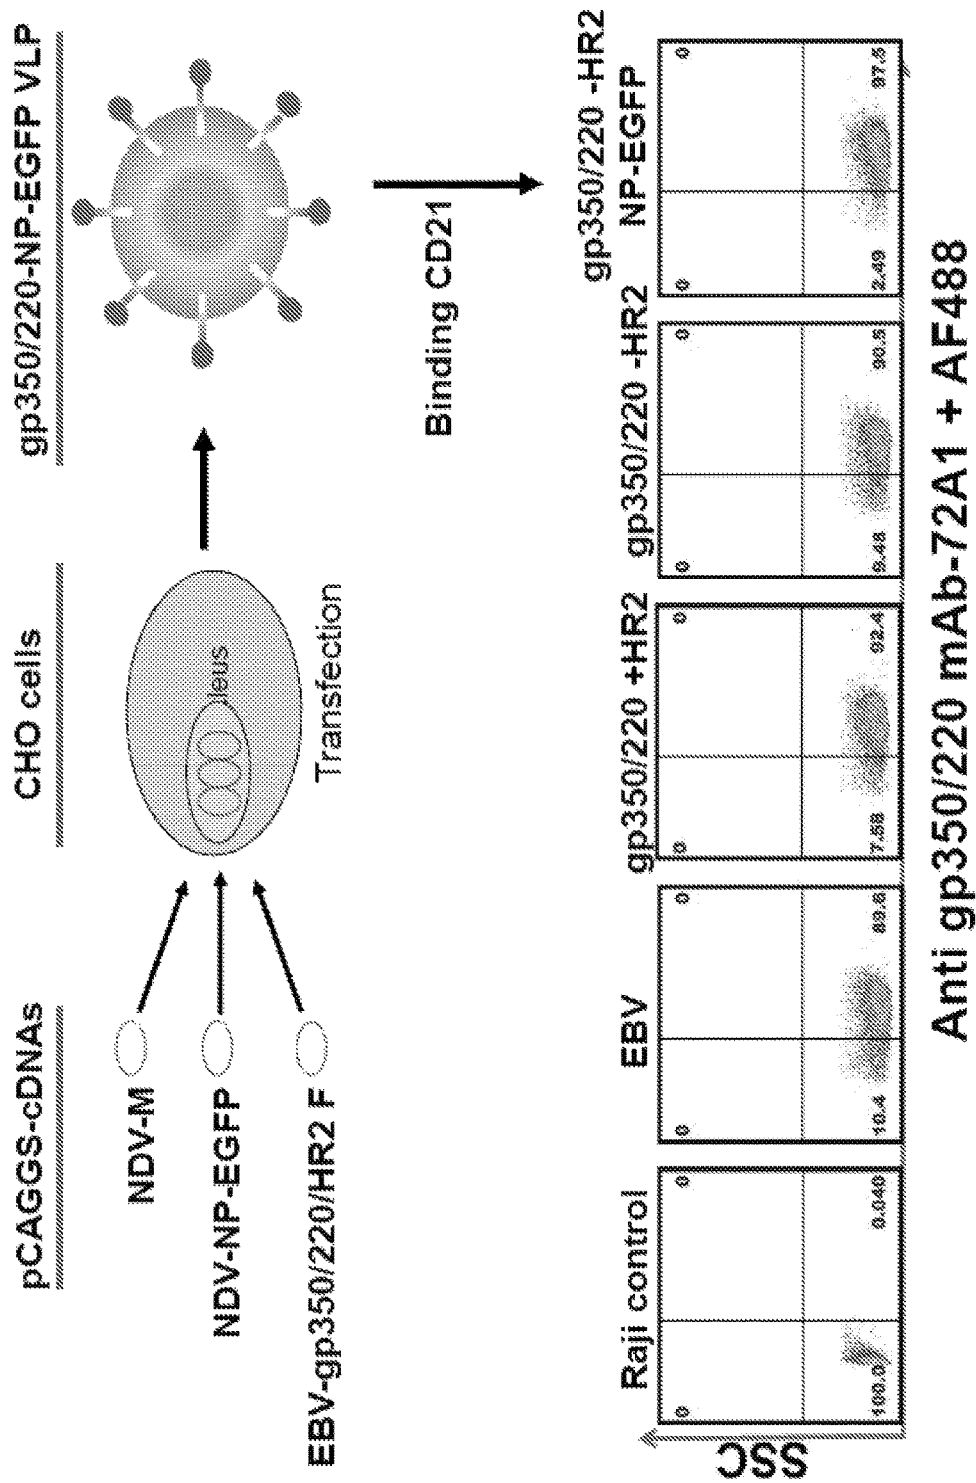 pCAGGS-cDNAs
CHO cells
gp350/220-NP-EGFP VLP
NDV-M
NDV-NP-EGFP
EBV-gp350/220/HR2 F
leus
Transfection
Binding CD21
Raji control
EBV
gp350/220 +HR2
gp350/220 -HR2
gp350/220 -HR2
NP-EGFP
SSC
0 0
100.0 0.040
0 0
10.4 89.6
0 0
7.58 92.4
0 0
9.48 90.5
0 0
2.49 97.5
Anti gp350/220 mAb-72A1 + AF488